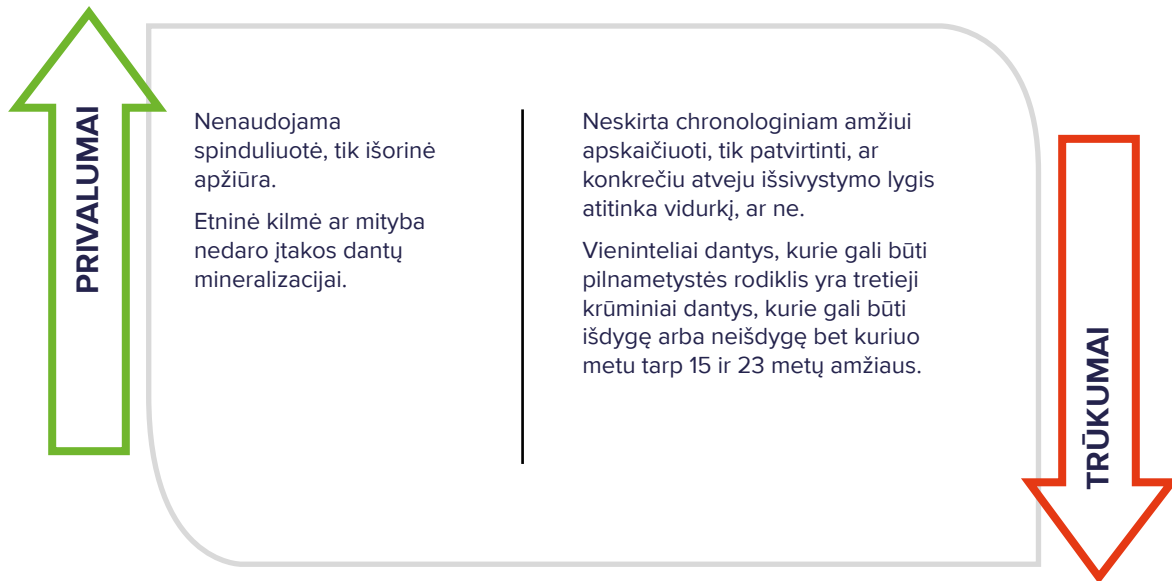 PRIVALUMAI
Nenaudojama
spinduliuotė, tik išorinė
apžiūra.
Etninė kilmė ar mityba
nedaro įtakos dantų
mineralizacijai.
Neskirta chronologiniam amžiui
apskaičiuoti, tik patvirtinti, ar
konkrečiu atveju išsivystymo lygis
atitinka vidurkį, ar ne.
Vieninteliai dantys, kurie gali būti
pilnametystės rodiklis yra tretieji
krūminiai dantys, kurie gali būti
išdygę arba neišdygę bet kuriuo
metu tarp 15 ir 23 metų amžiaus.
TRŪKUMAI